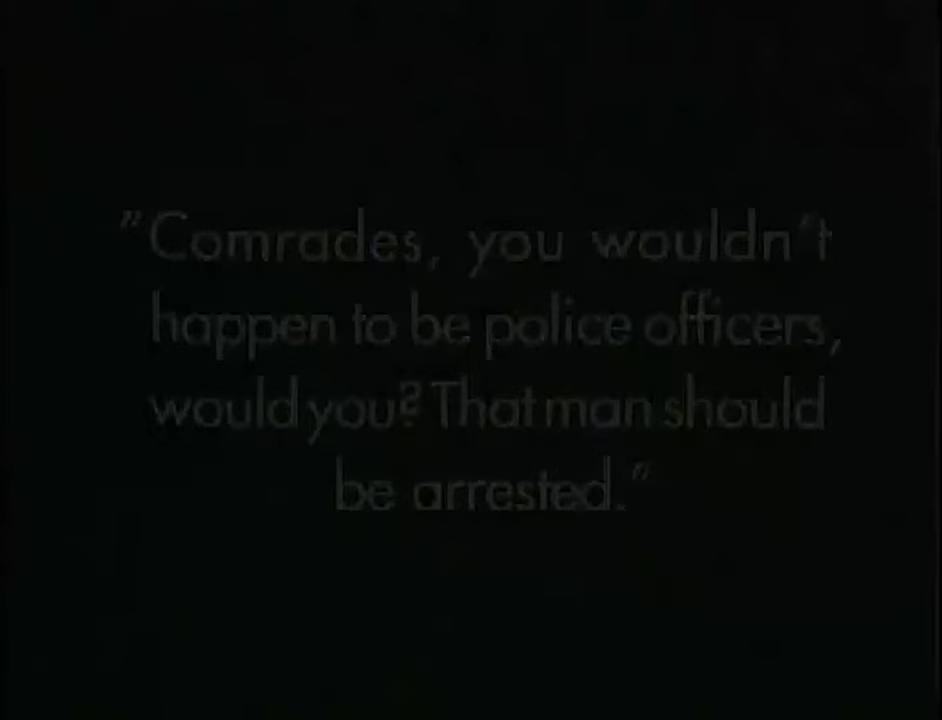 "Comrades, you wouldn't
happen to be police officers,
would you? That man should
be arrested."